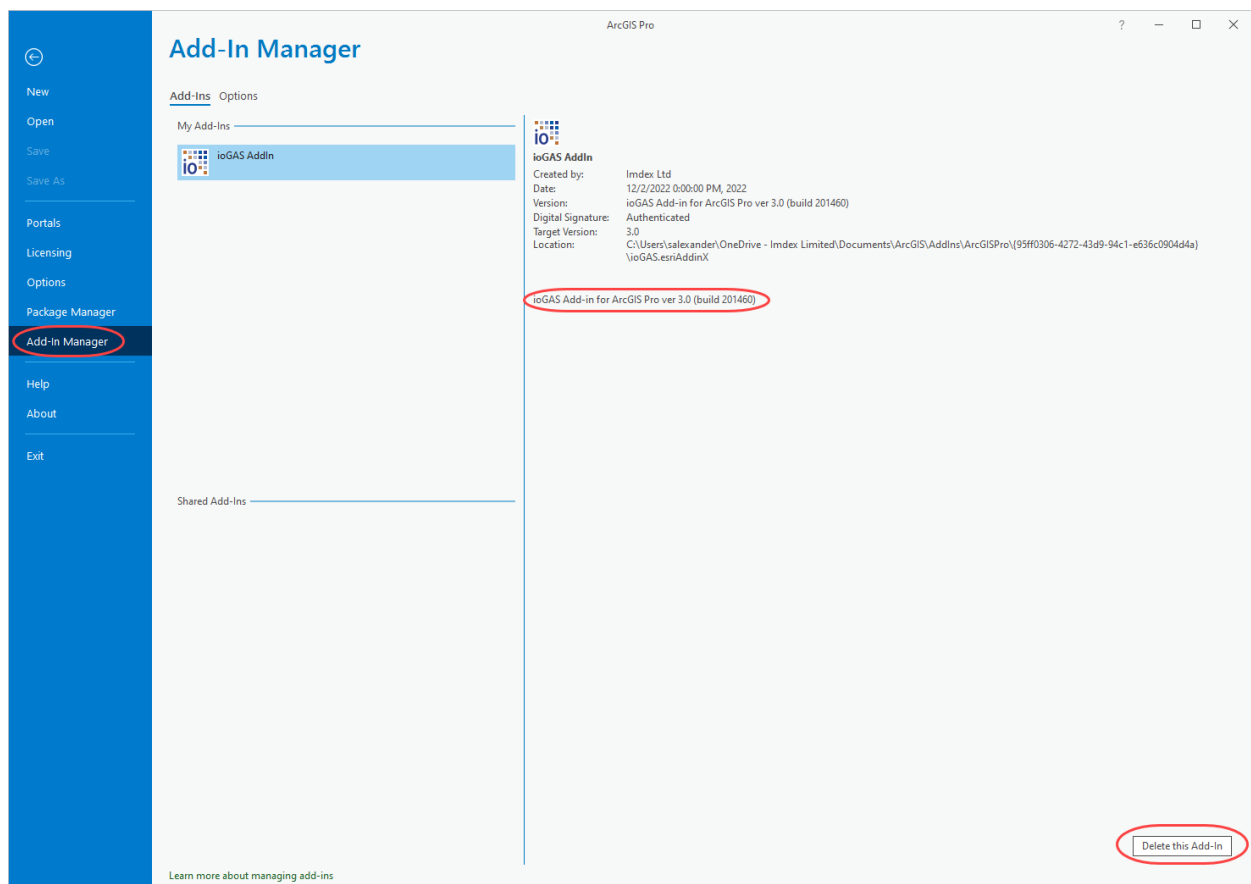 ArcGIS Pro
?
Add-In Manager
New
Open
Save
Save As
Portals
Licensing
Options
Package Manager
Add-In Manager
Help
About
Exit
Add-Ins Options
My Add-Ins
io
ioGAS AddIn
Shared Add-Ins
Learn more about managing add-ins
io
ioGAS AddIn
Created by: Imdex Ltd
Date: 12/2/2022 0:00:00 PM, 2022
Version: ioGAS Add-in for ArcGIS Pro ver 3.0 (build 201460)
Digital Signature: Authenticated
Target Version: 3.0
Location: C:\Users\salexander\OneDrive - Imdex Limited\Documents\ArcGIS\AddIns\ArcGISPro\{95ff0306-4272-43d9-94c1-e636c0904d4a}
\ioGAS.esriAddinX
ioGAS Add-in for ArcGIS Pro ver 3.0 (build 201460)
Delete this Add-In